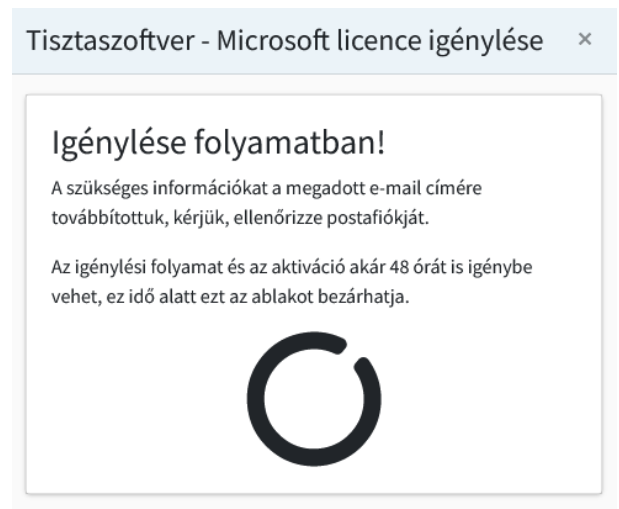 Tisztaszoftver - Microsoft licence igénylése ×
Igénylése folyamatban!
A szükséges információkat a megadott e-mail címére
továbbítottuk, kérjük, ellenőrizze postafiókját.
Az igénylési folyamat és az aktiváció akár 48 órát is igénybe
vehet, ez idő alatt ezt az ablakot bezárhatja.